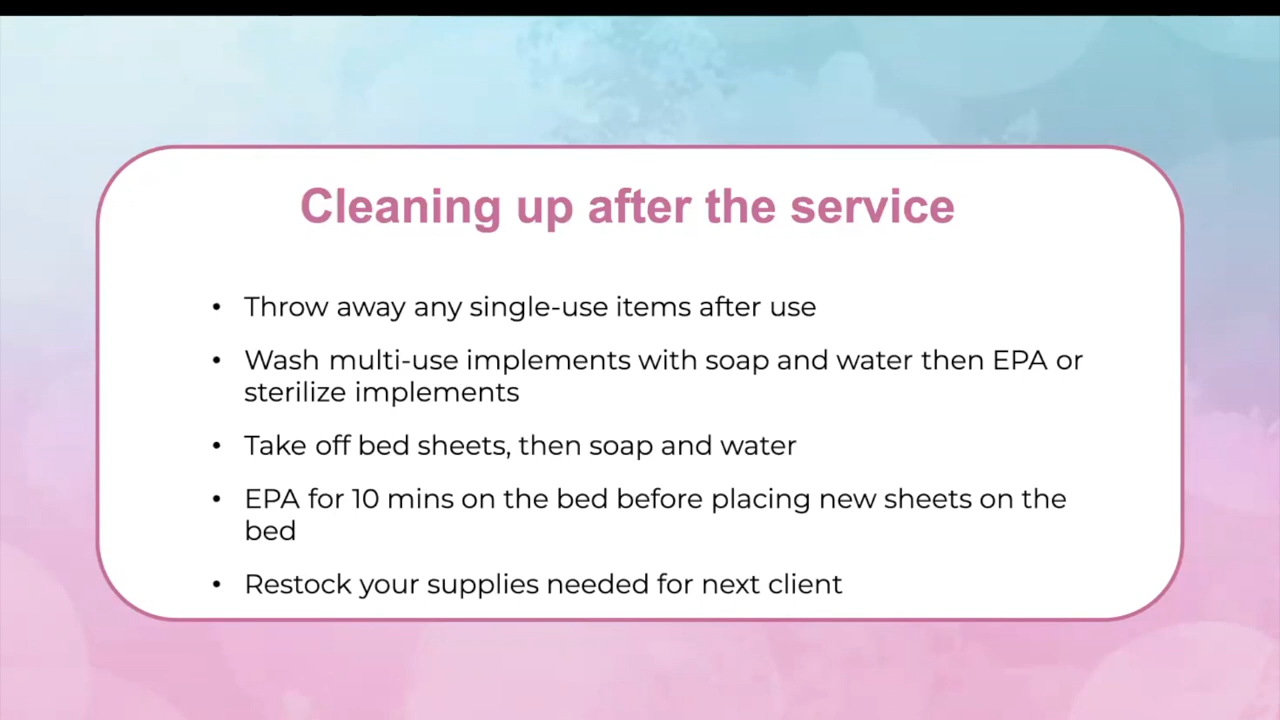 Cleaning up after the service
• Throw away any single-use items after use
• Wash multi-use implements with soap and water then EPA or
sterilize implements
• Take off bed sheets, then soap and water
• EPA for 10 mins on the bed before placing new sheets on the
bed
• Restock your supplies needed for next client